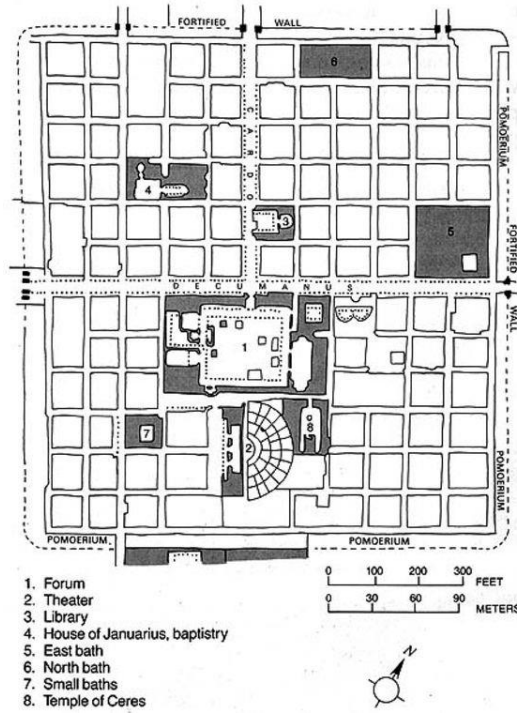 FORTIFIED WALL
6
CARDO
POMOERIUM
4
3
5
FORTIFIED
DECUMANUS
WALL
1
7
2
8
POMOERIUM
POMOERIUM
POMOERIUM
1. Forum
2. Theater
3. Library
4. House of Januarius, baptistry
5. East bath
6. North bath
7. Small baths
8. Temple of Ceres
0 100 200 300
FEET
0 30 60 90
METERS
N